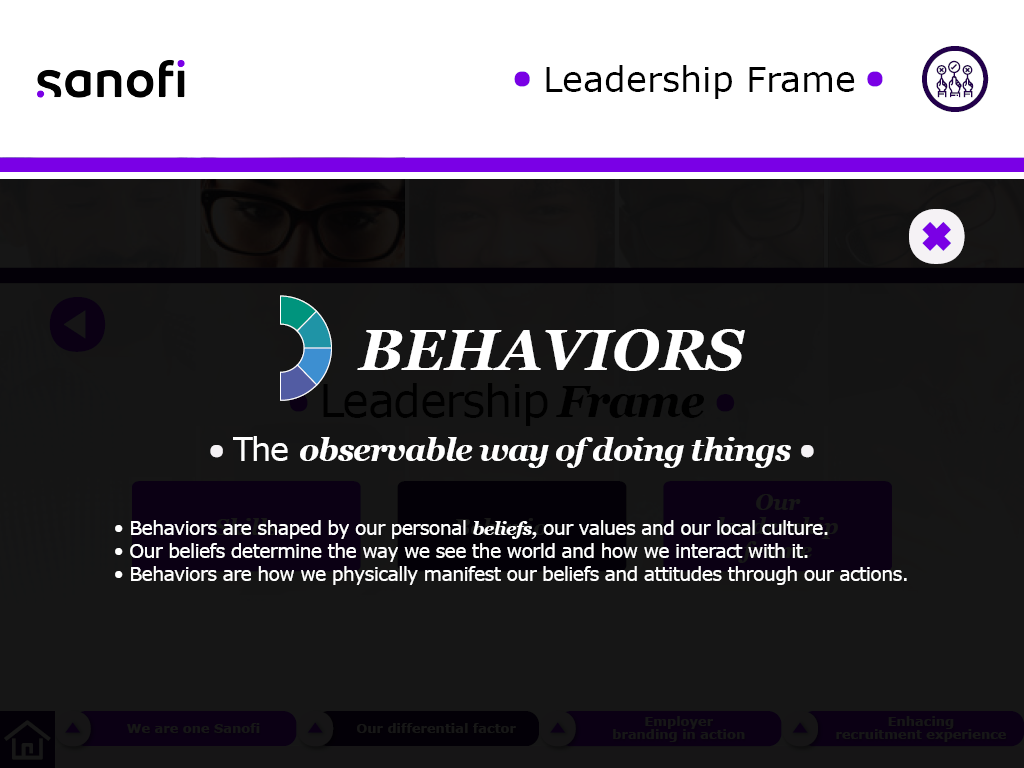 sanofi
• Leadership Frame •
BEHAVIORS
• Leadership Frame •
• The observable way of doing things •
Our
• Behaviors are shaped by our personal beliefs, our values and our local culture.
• Our beliefs determine the way we see the world and how we interact with it.
• Behaviors are how we physically manifest our beliefs and attitudes through our actions.
We are one Sanofi
Our differential factor
Employer
branding in action
Enhacing
recruitment experience